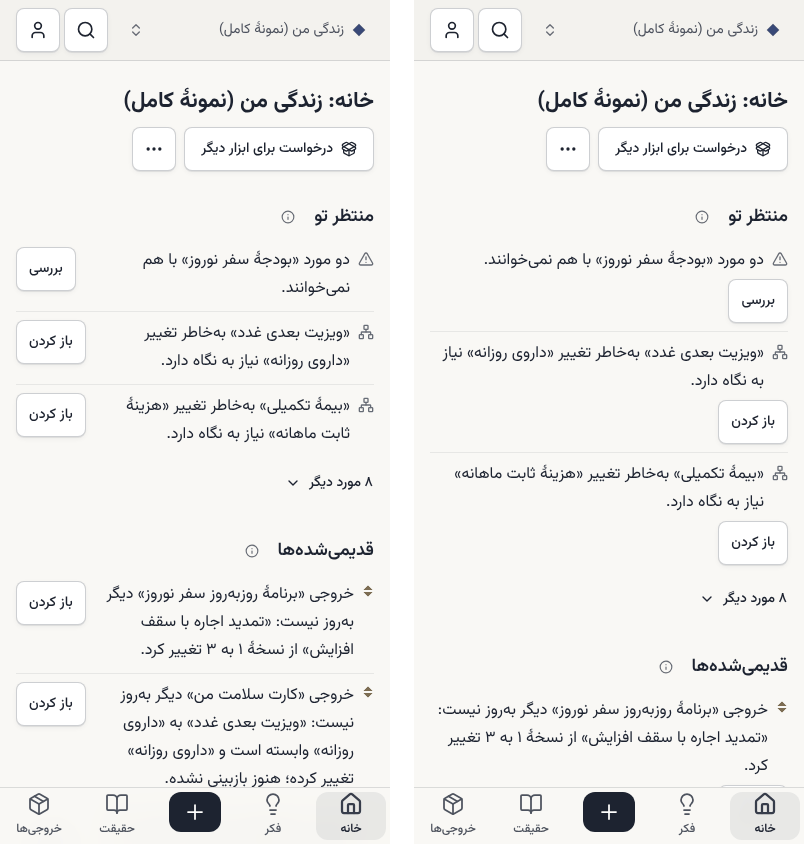 زندگی من (نمونهٔ کامل)
خانه: زندگی من (نمونهٔ کامل)
درخواست برای ابزار دیگر
منتظر تو
دو مورد «بودجهٔ سفر نوروز» با هم نمی‌خوانند.
بررسی
«ویزیت بعدی غدد» به‌خاطر تغییر «داروی روزانه» نیاز
به نگاه دارد.
باز کردن
«بیمهٔ تکمیلی» به‌خاطر تغییر «هزینهٔ ثابت ماهانه»
نیاز به نگاه دارد.
باز کردن
۸ مورد دیگر
قدیمی‌شده‌ها
خروجی «برنامهٔ روزبه‌روز سفر نوروز» دیگر به‌روز نیست:
«تمدید اجاره با سقف افزایش» از نسخهٔ ۱ به ۳ تغییر
کرد.
خانه
فکر
حقیقت
خروجی‌ها
زندگی من (نمونهٔ کامل)
خانه: زندگی من (نمونهٔ کامل)
درخواست برای ابزار دیگر
منتظر تو
دو مورد «بودجهٔ سفر نوروز» با هم
نمی‌خوانند.
بررسی
«ویزیت بعدی غدد» به‌خاطر تغییر
«داروی روزانه» نیاز به نگاه دارد.
باز کردن
«بیمهٔ تکمیلی» به‌خاطر تغییر «هزینهٔ
ثابت ماهانه» نیاز به نگاه دارد.
باز کردن
۸ مورد دیگر
قدیمی‌شده‌ها
خروجی «برنامهٔ روزبه‌روز سفر نوروز» دیگر
به‌روز نیست: «تمدید اجاره با سقف
افزایش» از نسخهٔ ۱ به ۳ تغییر کرد.
باز کردن
خروجی «کارت سلامت من» دیگر به‌روز
نیست: «ویزیت بعدی غدد» به «داروی
روزانه» وابسته است و «داروی روزانه»
تغییر کرده؛ هنوز بازبینی نشده.
باز کردن
خانه
فکر
حقیقت
خروجی‌ها